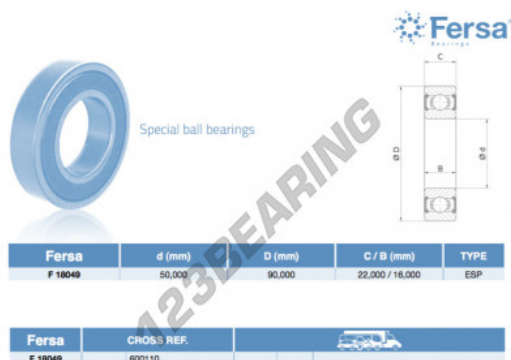 Fersa
Bearings
Special ball bearings
C
Ø D
B
Ø d
123BEARING
Fersa d (mm) D (mm) C / B (mm) TYPE
F 18049 50,000 90,000 22,000 / 16,000 ESP
Fersa CROSS REF.
F 18049 600110